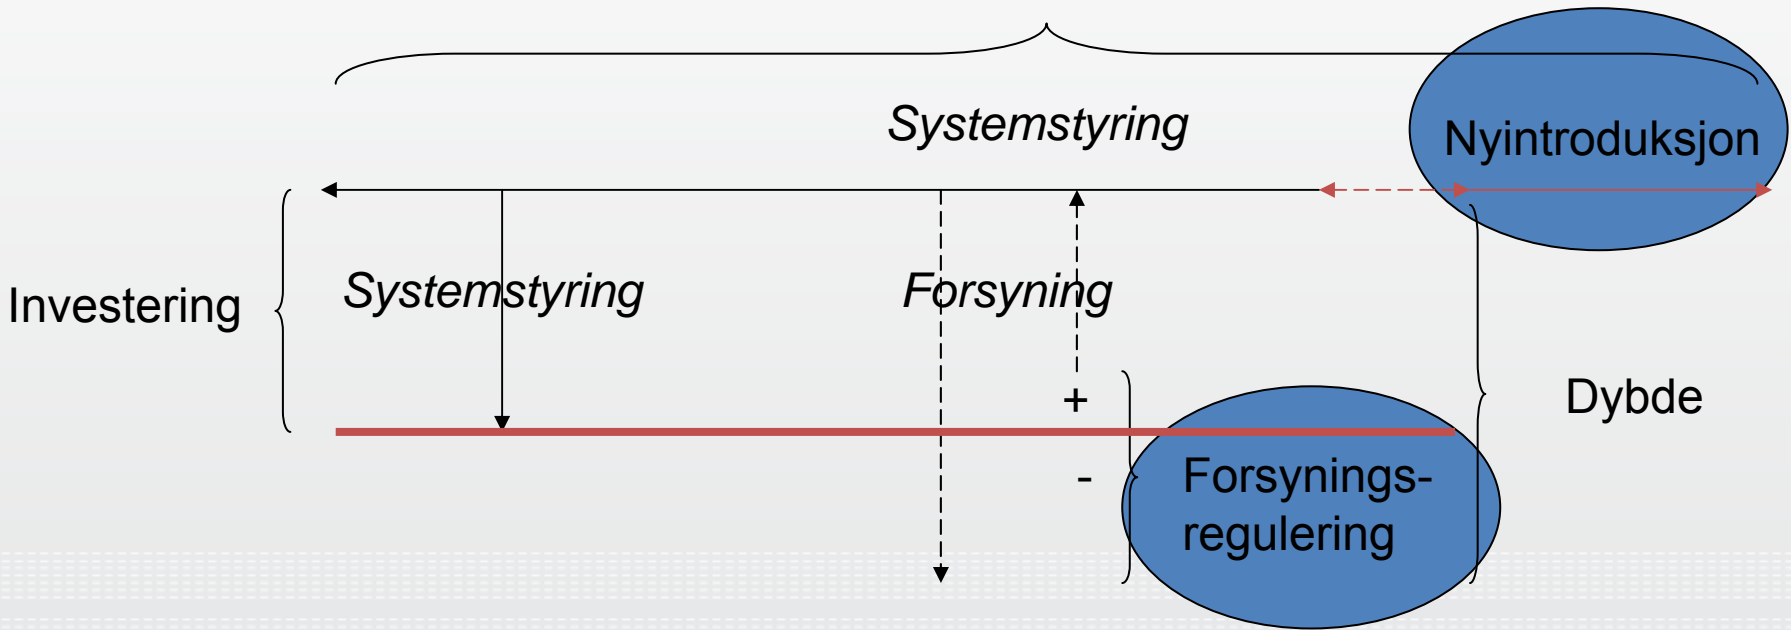 Systemstyring
Nyintroduksjon
Investering
Systemstyring
Forsyning
+
Dybde
-
Forsynings-
regulering